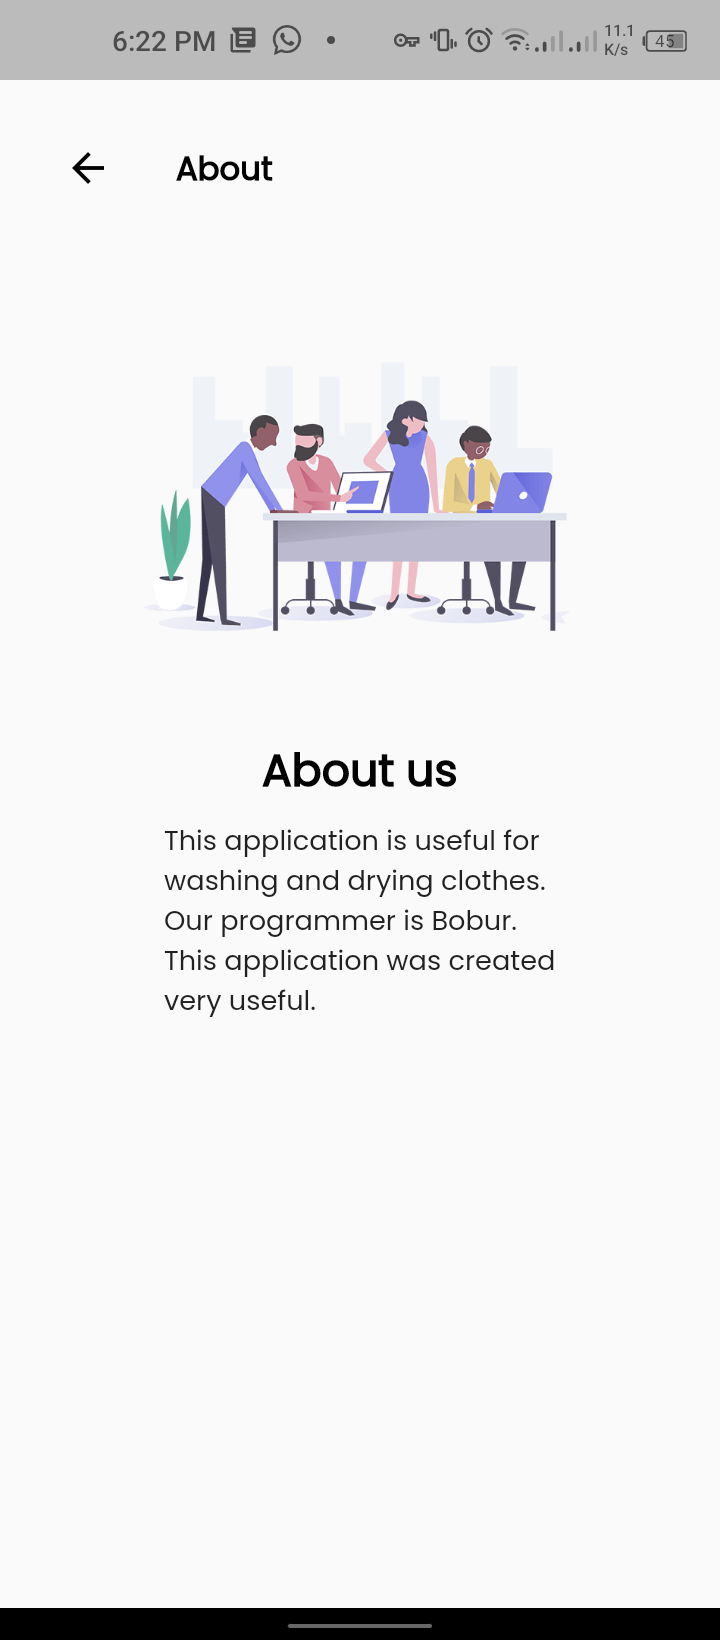 6:22 PM
11.1
K/s
45
About
About us
This application is useful for
washing and drying clothes.
Our programmer is Bobur.
This application was created
very useful.